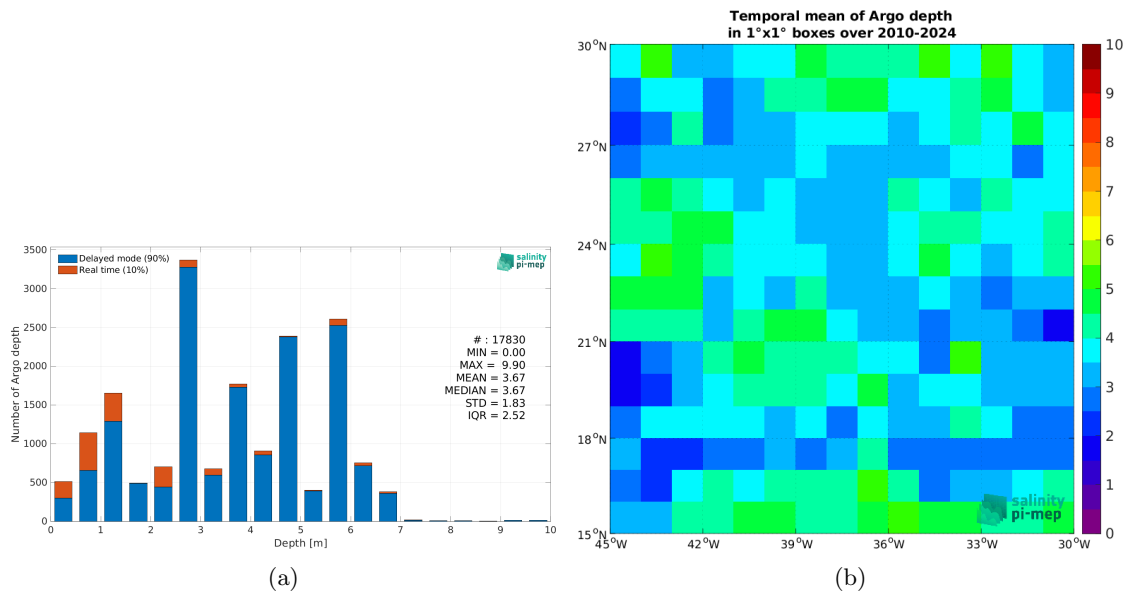 3500
3000
2500
2000
1500
1000
500
0
Number of Argo depth
Delayed mode (90%)
Real time (10%)
salinity
pi-mep
# : 17830
MIN = 0.00
MAX = 9.90
MEAN = 3.67
MEDIAN = 3.67
STD = 1.83
IQR = 2.52
0 1 2 3 4 5 6 7 8 9 10
Depth [m]
(a)
Temporal mean of Argo depth
in 1°x1° boxes over 2010-2024
30°N
27°N
24°N
21°N
18°N
15°N
45°W 42°W 39°W 36°W 33°W 30°W
salinity
pi-mep
10
9
8
7
6
5
4
3
2
1
0
(b)